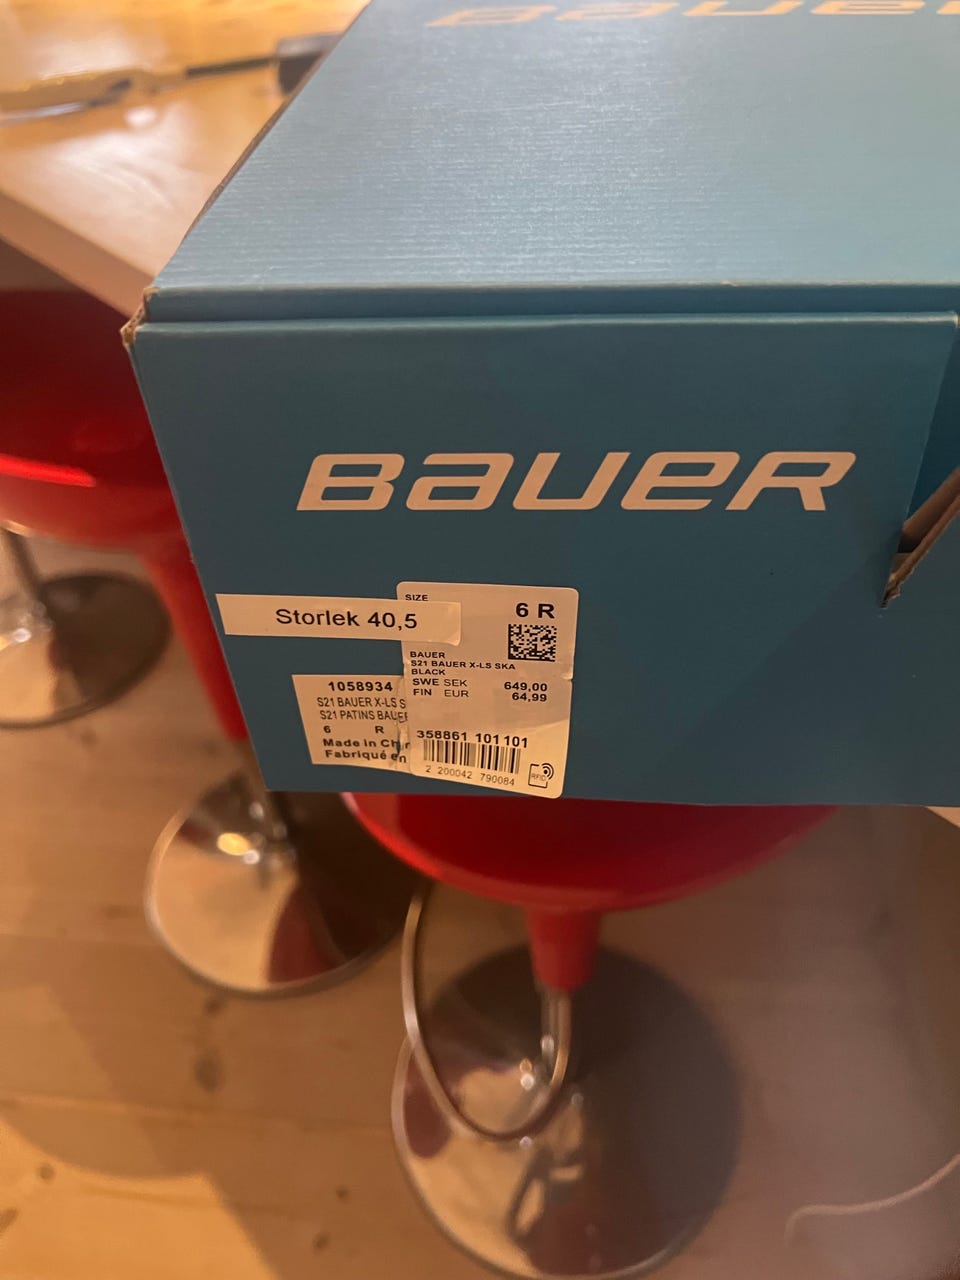 BAUER
BAUER
Storlek 40,5
SIZE
6 R
BAUER
S21 BAUER X-LS SKA
BLACK
SWE SEK 649,00
FIN EUR 64,99
358861 101101
2 200042 790084
RFID
1058934
S21 BAUER X-LS S
S21 PATINS BAUER
6 R
Made in Chin
Fabriqué en